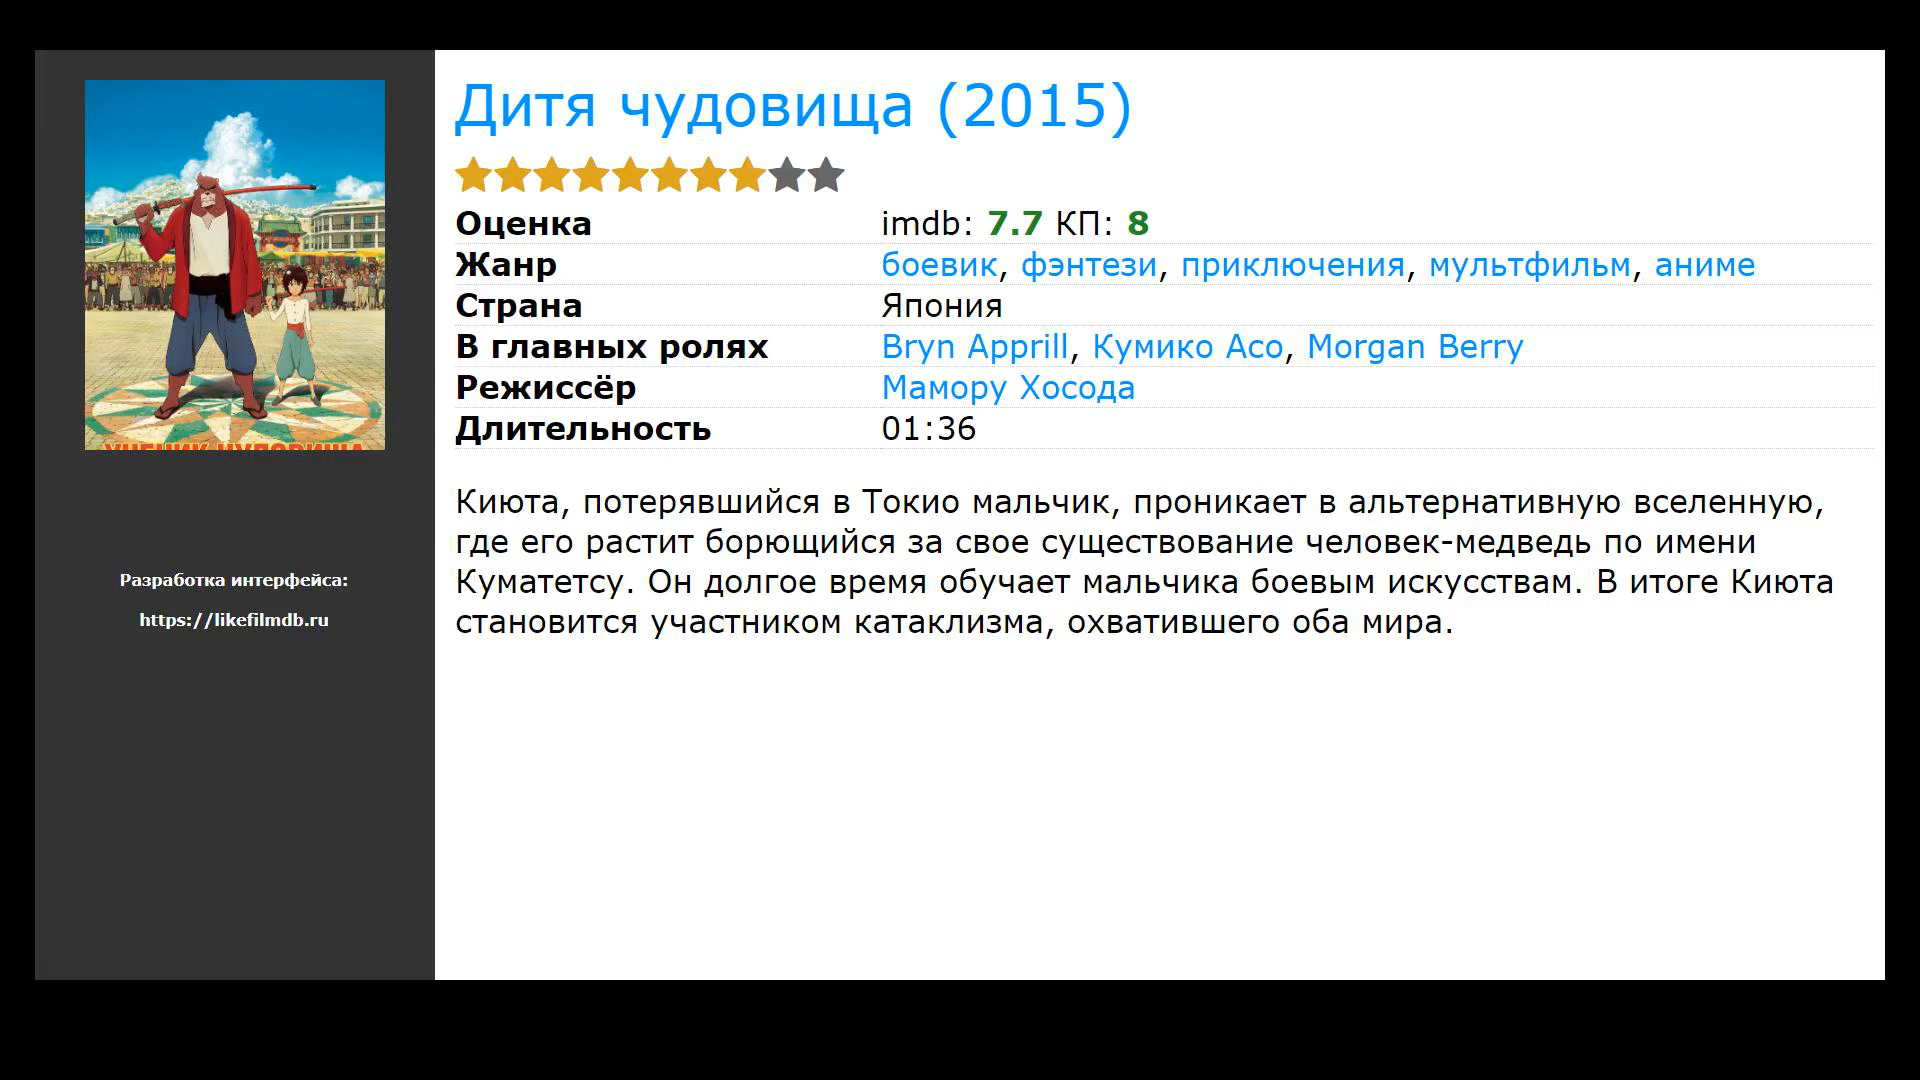 Дитя чудовища (2015)
Оценка imdb: 7.7 КП: 8
Жанр боевик, фэнтези, приключения, мультфильм, аниме
Страна Япония
В главных ролях Bryn Apprill, Кумико Асо, Morgan Berry
Режиссёр Мамору Хосода
Длительность 01:36
Киюта, потерявшийся в Токио мальчик, проникает в альтернативную вселенную,
где его растит борющийся за свое существование человек-медведь по имени
Куматетсу. Он долгое время обучает мальчика боевым искусствам. В итоге Киюта
становится участником катаклизма, охватившего оба мира.
УЧЕНИК ЧУДОВИЩА
Разработка интерфейса:
https://likefilmdb.ru